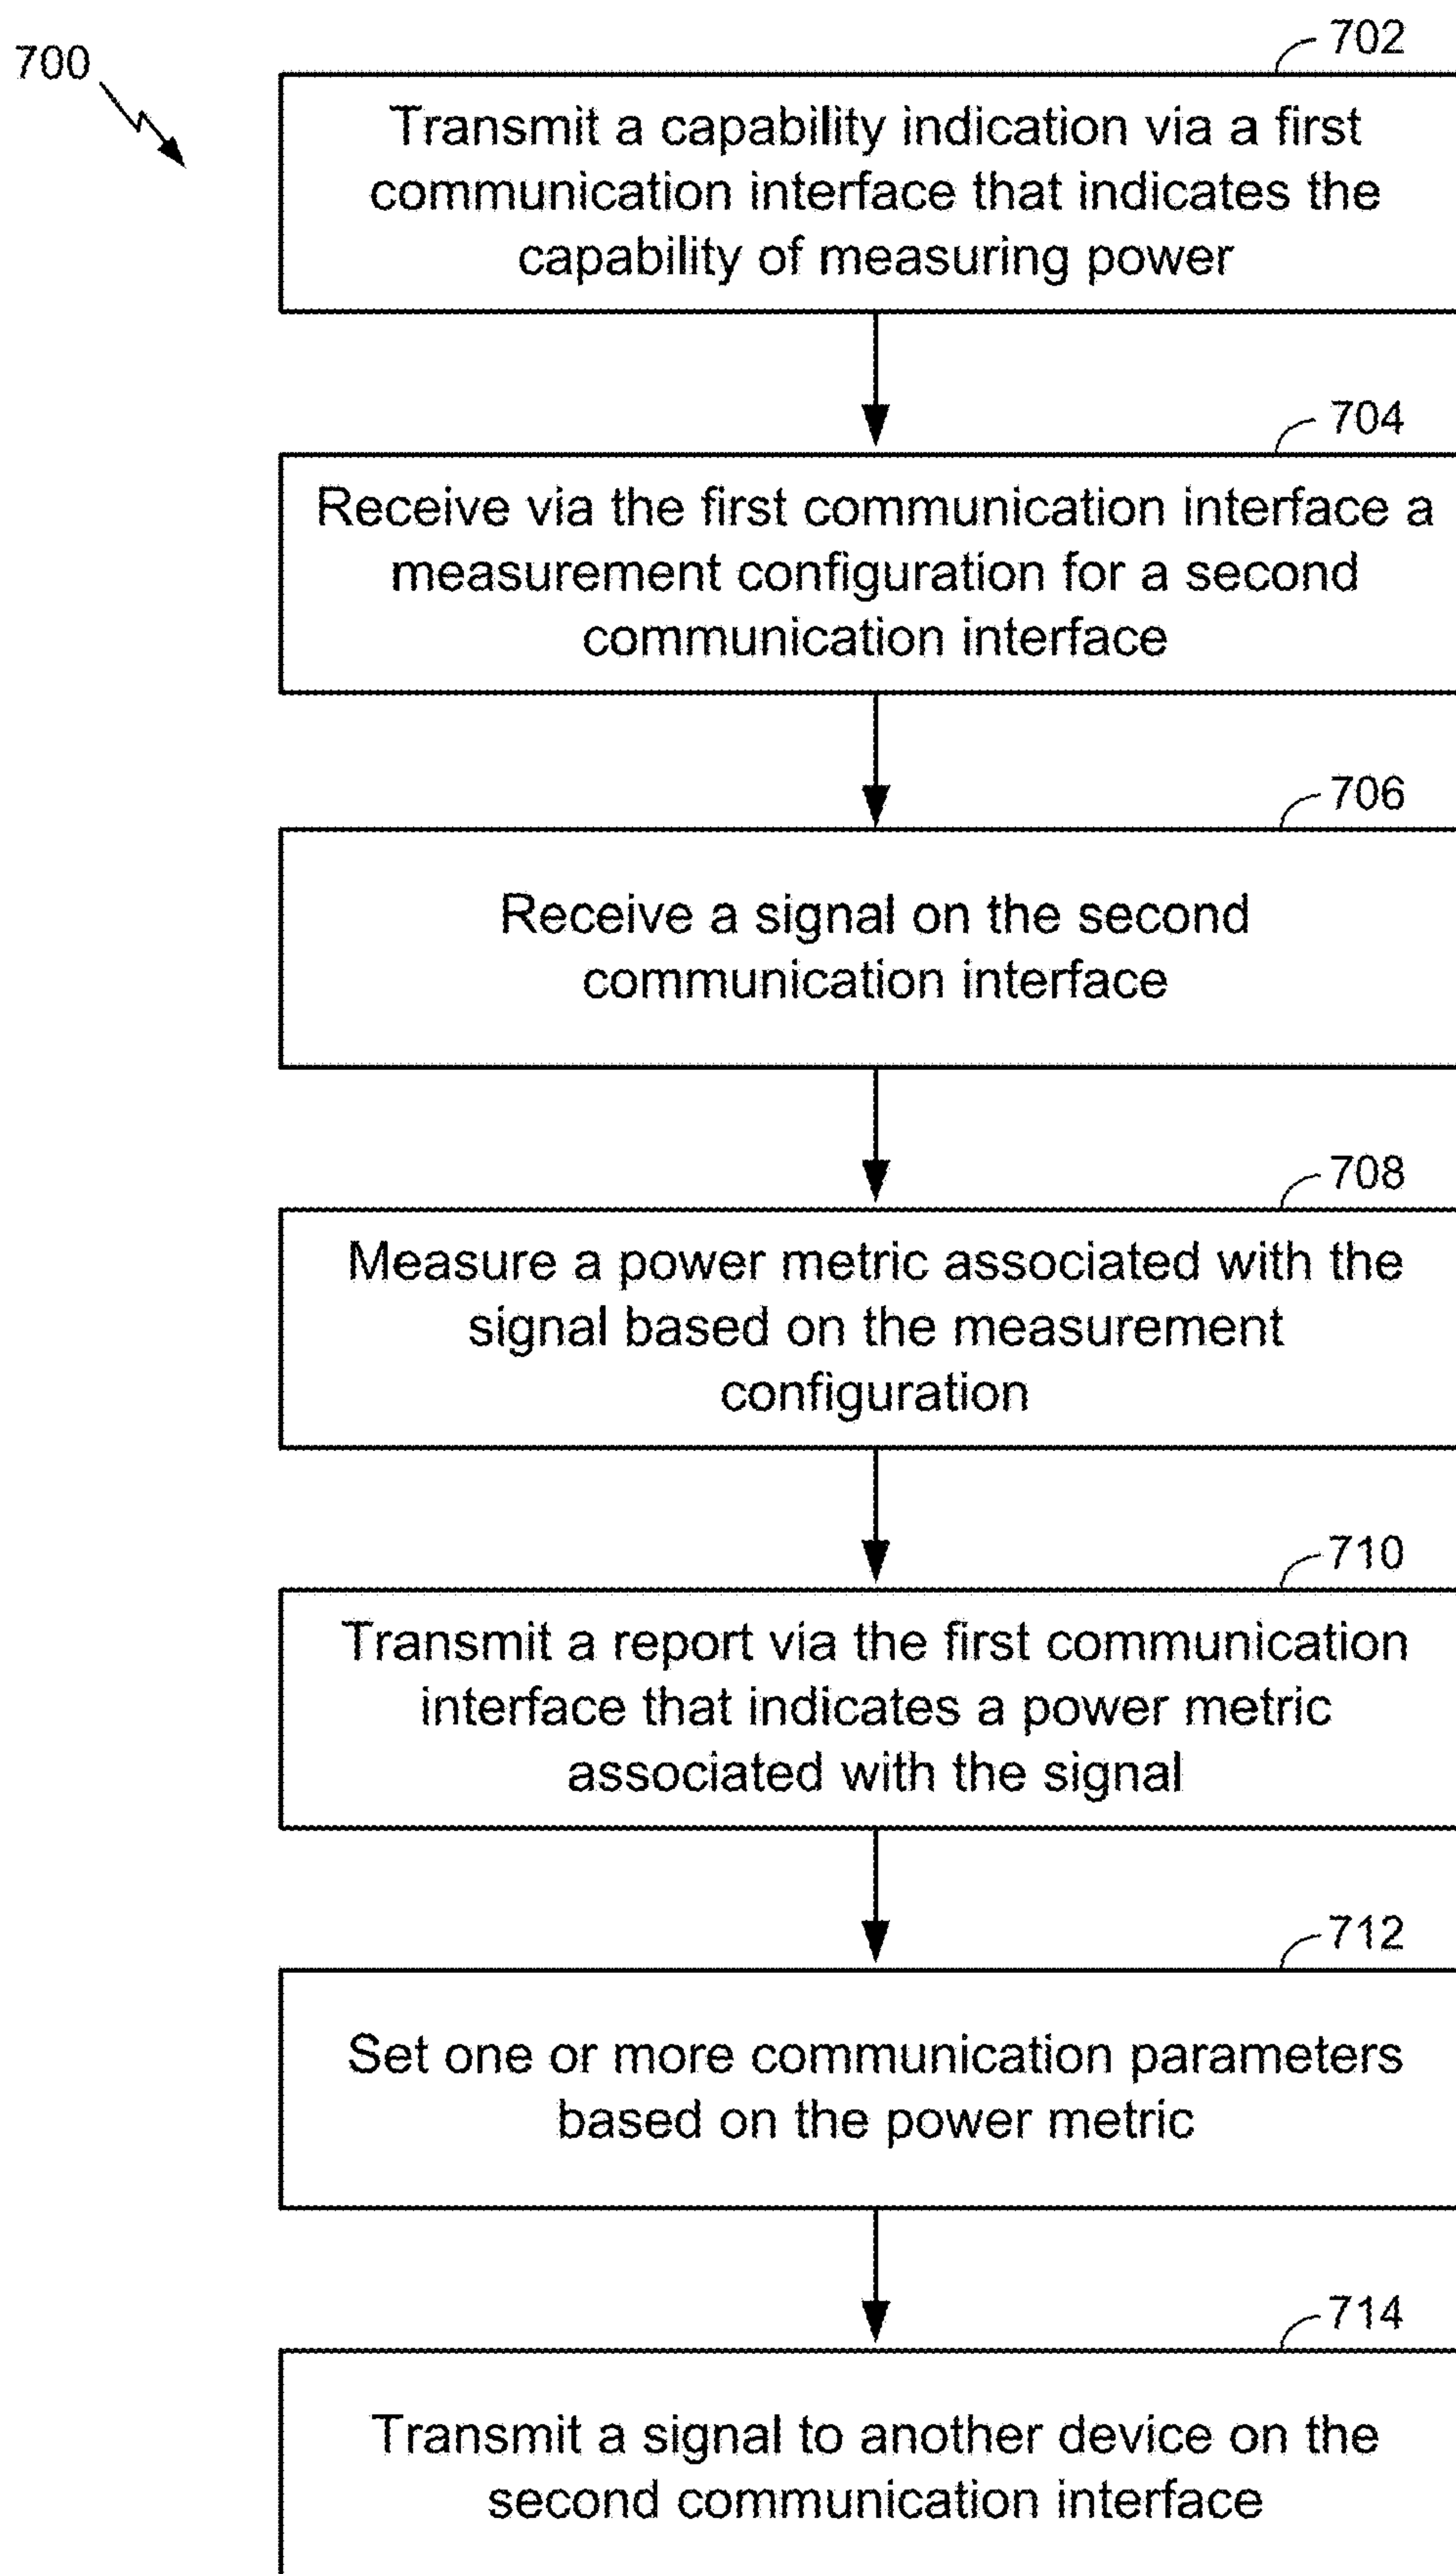 700
702
Transmit a capability indication via a first
communication interface that indicates the
capability of measuring power
704
Receive via the first communication interface a
measurement configuration for a second
communication interface
706
Receive a signal on the second
communication interface
708
Measure a power metric associated with the
signal based on the measurement
configuration
710
Transmit a report via the first communication
interface that indicates a power metric
associated with the signal
712
Set one or more communication parameters
based on the power metric
714
Transmit a signal to another device on the
second communication interface